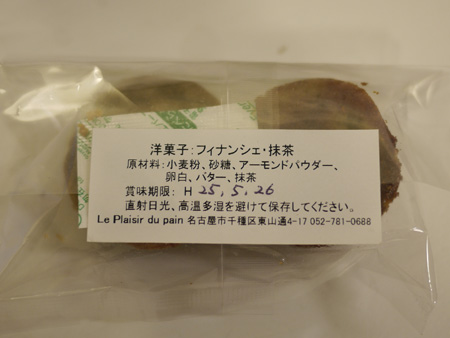 洋菓子:フィナンシェ・抹茶
原材料:小麦粉、砂糖、アーモンドパウダー、
卵白、バター、抹茶
賞味期限: H 25.5.26
直射日光、高温多湿を避けて保存してください。
Le Plaisir du pain 名古屋市千種区東山通4-17 052-781-0688